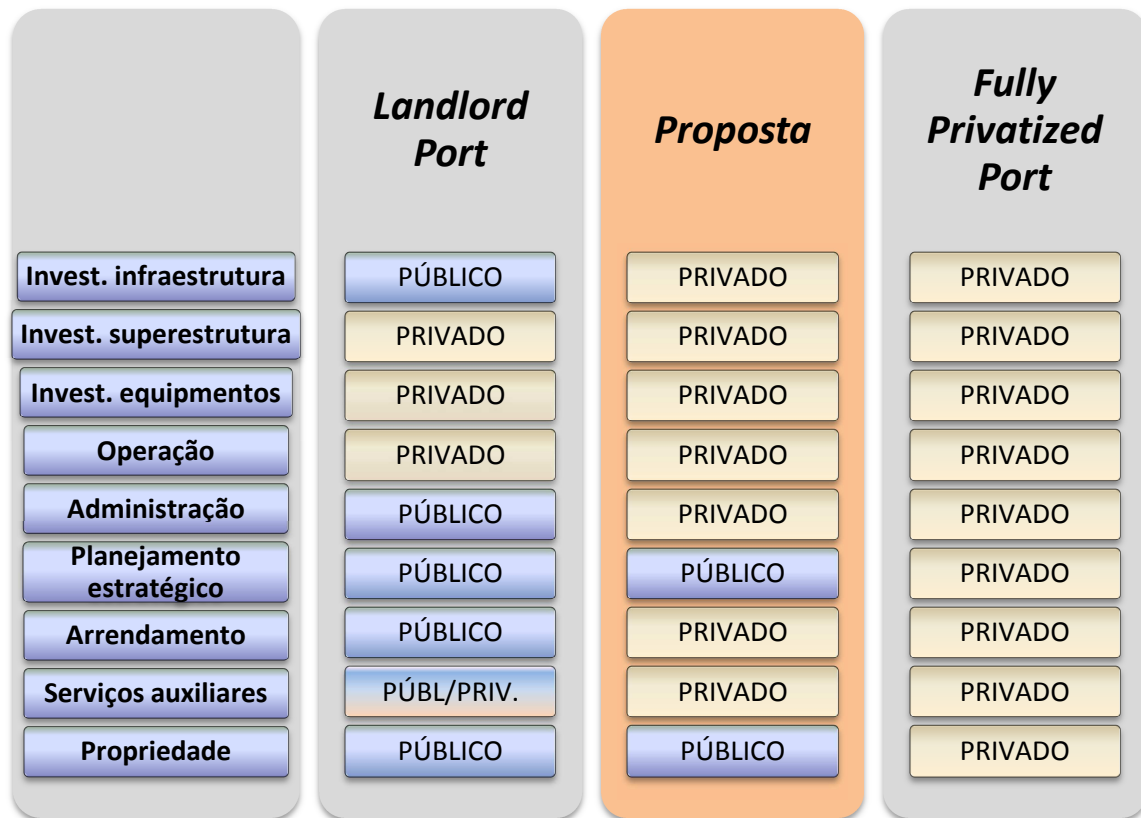 Landlord
Port
Proposta
Fully
Privatized
Port
Invest. infraestrutura PÚBLICO PRIVADO PRIVADO
Invest. superestrutura PRIVADO PRIVADO PRIVADO
Invest. equipmentos PRIVADO PRIVADO PRIVADO
Operação PRIVADO PRIVADO PRIVADO
Administração PÚBLICO PRIVADO PRIVADO
Planejamento
estratégico PÚBLICO PÚBLICO PRIVADO
Arrendamento PÚBLICO PRIVADO PRIVADO
Serviços auxiliares PÚBL/PRIV. PRIVADO PRIVADO
Propriedade PÚBLICO PÚBLICO PRIVADO